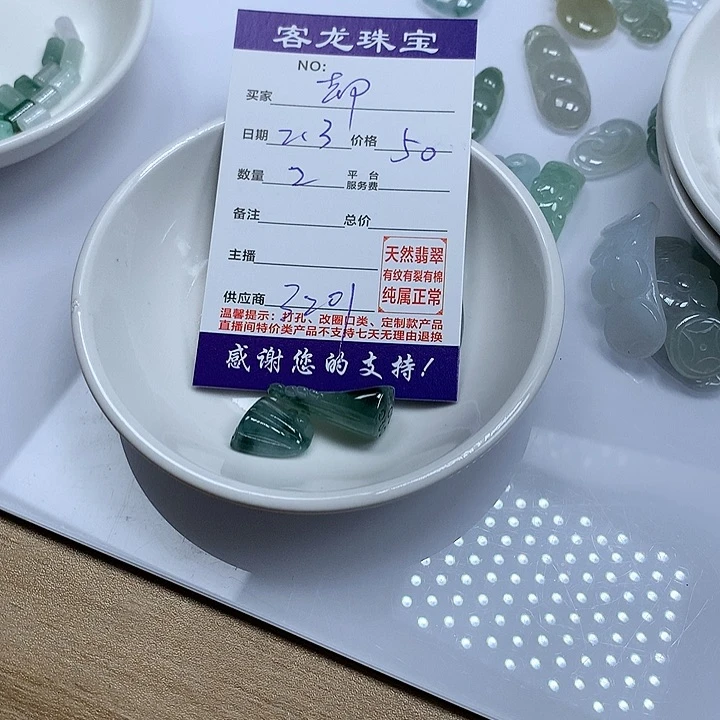 客龙珠宝
NO:
买家 却
日期 2.3 价格 50
数量 2 平台服务费
备注 总价
主播
天然翡翠
有纹有裂有棉
纯属正常
供应商 2201
温馨提示：打孔、改圈口类、定制款产品
直播间特价类产品不支持七天无理由退换
感谢您的支持！